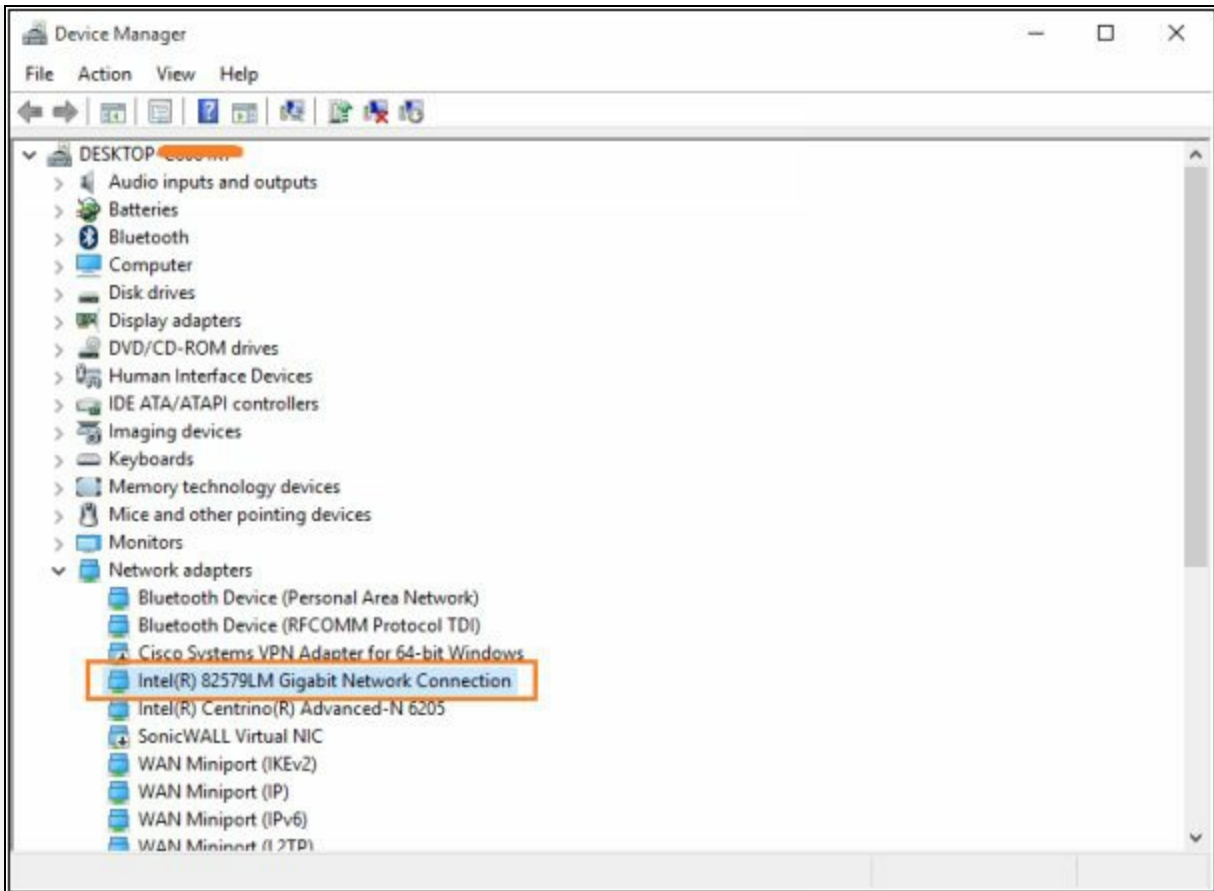 Device Manager
File Action View Help
DESKTOP
Audio inputs and outputs
Batteries
Bluetooth
Computer
Disk drives
Display adapters
DVD/CD-ROM drives
Human Interface Devices
IDE ATA/ATAPI controllers
Imaging devices
Keyboards
Memory technology devices
Mice and other pointing devices
Monitors
Network adapters
Bluetooth Device (Personal Area Network)
Bluetooth Device (RFCOMM Protocol TDI)
Cisco Systems VPN Adapter for 64-bit Windows
Intel(R) 82579LM Gigabit Network Connection
Intel(R) Centrino(R) Advanced-N 6205
SonicWALL Virtual NIC
WAN Miniport (IKEv2)
WAN Miniport (IP)
WAN Miniport (IPv6)
WAN Miniport (L2TP)